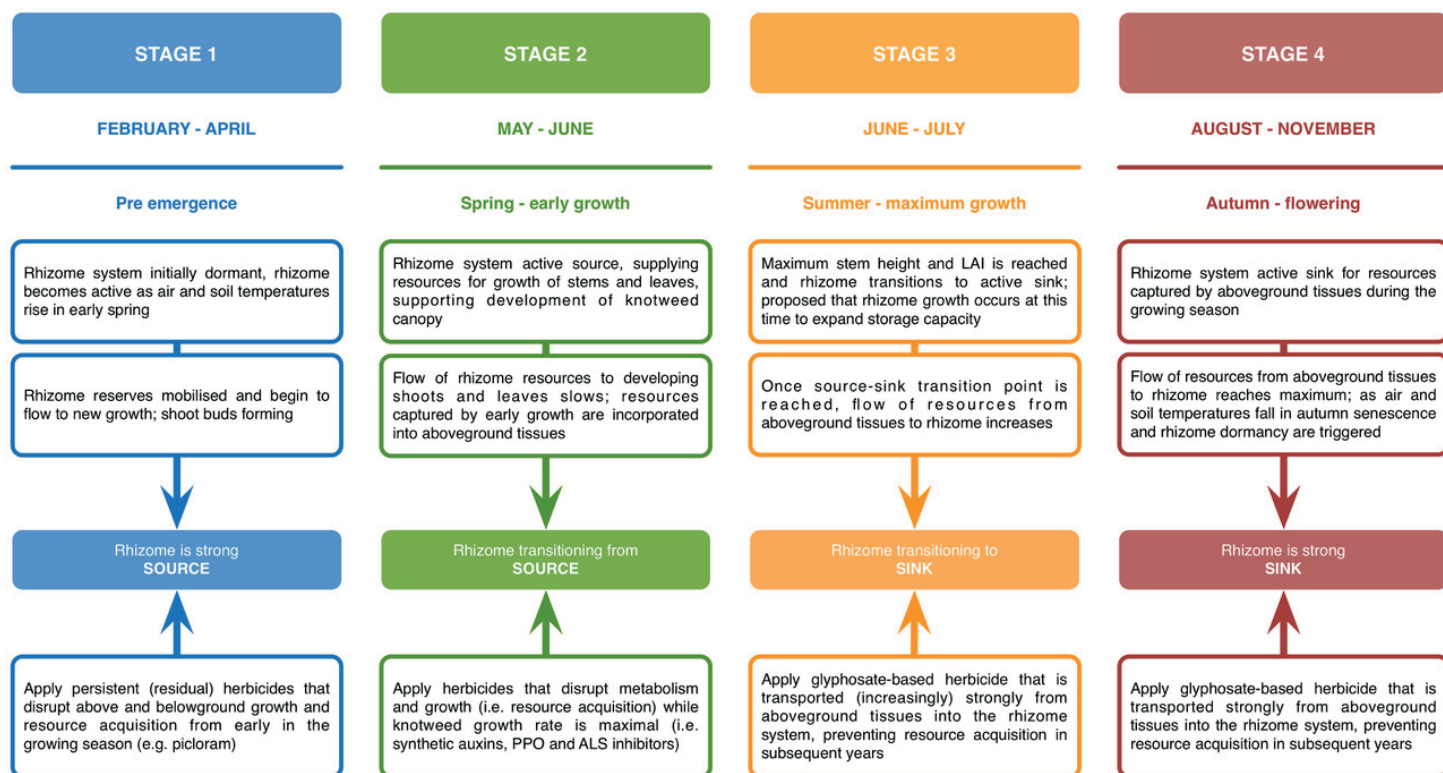 STAGE 1
FEBRUARY - APRIL
Pre emergence
Rhizome system initially dormant, rhizome
becomes active as air and soil temperatures
rise in early spring
Rhizome reserves mobilised and begin to
flow to new growth; shoot buds forming
Rhizome is strong
SOURCE
Apply persistent (residual) herbicides that
disrupt above and belowground growth and
resource acquisition from early in the
growing season (e.g. picloram)
STAGE 2
MAY - JUNE
Spring - early growth
Rhizome system active source, supplying
resources for growth of stems and leaves,
supporting development of knotweed
canopy
Flow of rhizome resources to developing
shoots and leaves slows; resources
captured by early growth are incorporated
into aboveground tissues
Rhizome transitioning from
SOURCE
Apply herbicides that disrupt metabolism
and growth (i.e. resource acquisition) while
knotweed growth rate is maximal (i.e.
synthetic auxins, PPO and ALS inhibitors)
STAGE 3
JUNE - JULY
Summer - maximum growth
Maximum stem height and LAI is reached
and rhizome transitions to active sink;
proposed that rhizome growth occurs at this
time to expand storage capacity
Once source-sink transition point is
reached, flow of resources from
aboveground tissues to rhizome increases
Rhizome transitioning to
SINK
Apply glyphosate-based herbicide that is
transported (increasingly) strongly from
aboveground tissues into the rhizome
system, preventing resource acquisition in
subsequent years
STAGE 4
AUGUST - NOVEMBER
Autumn - flowering
Rhizome system active sink for resources
captured by aboveground tissues during the
growing season
Flow of resources from aboveground tissues
to rhizome reaches maximum; as air and
soil temperatures fall in autumn senescence
and rhizome dormancy are triggered
Rhizome is strong
SINK
Apply glyphosate-based herbicide that is
transported strongly from aboveground
tissues into the rhizome system, preventing
resource acquisition in subsequent years